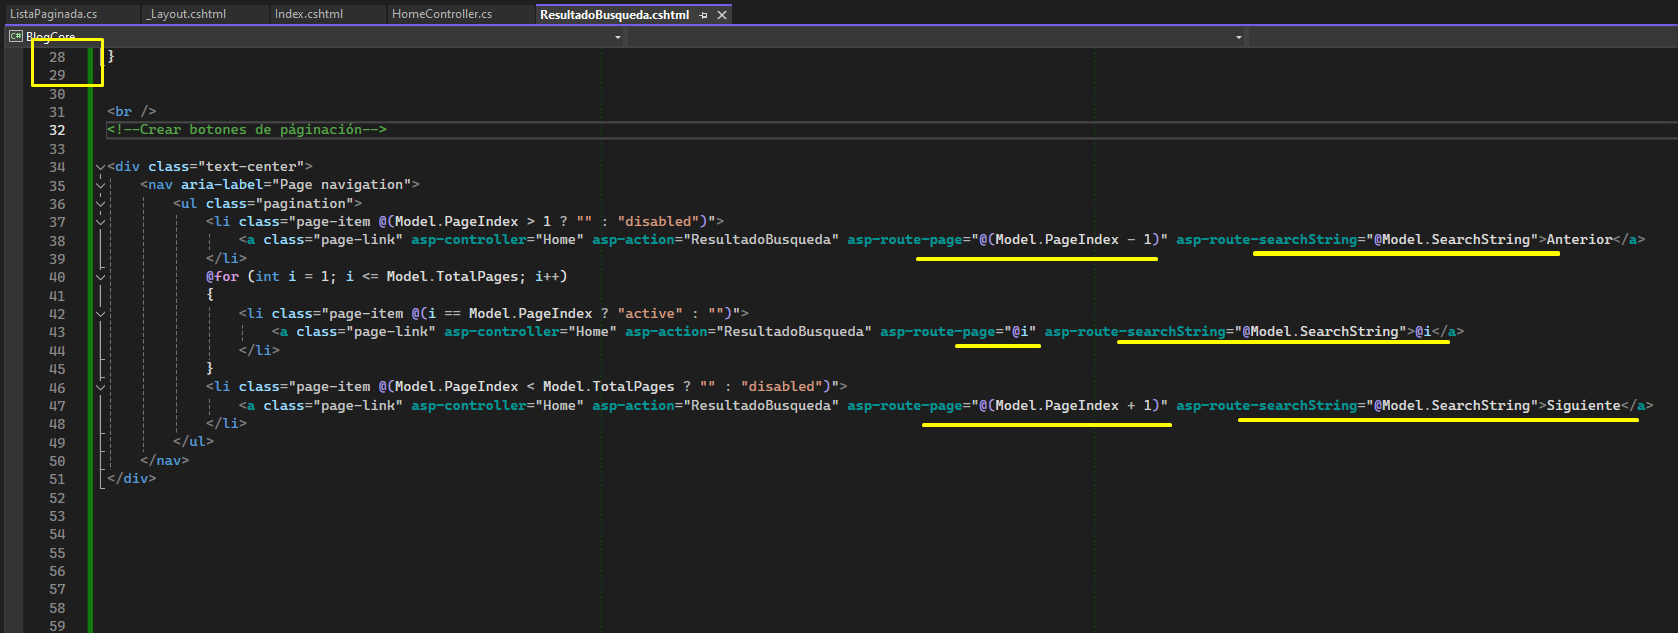 ListaPaginada.cs _Layout.cshtml Index.cshtml HomeController.cs ResultadoBusqueda.cshtml
C# BlogCore
28 }
29
30
31 <br />
32 <!--Crear botones de páginación-->
33
34 <div class="text-center">
35 <nav aria-label="Page navigation">
36 <ul class="pagination">
37 <li class="page-item @(Model.PageIndex > 1 ? "" : "disabled")">
38 <a class="page-link" asp-controller="Home" asp-action="ResultadoBusqueda" asp-route-page="@(Model.PageIndex - 1)" asp-route-searchString="@Model.SearchString">Anterior</a>
39 </li>
40 @for (int i = 1; i <= Model.TotalPages; i++)
41 {
42 <li class="page-item @(i == Model.PageIndex ? "active" : "")">
43 <a class="page-link" asp-controller="Home" asp-action="ResultadoBusqueda" asp-route-page="@i" asp-route-searchString="@Model.SearchString">@i</a>
44 </li>
45 }
46 <li class="page-item @(Model.PageIndex < Model.TotalPages ? "" : "disabled")">
47 <a class="page-link" asp-controller="Home" asp-action="ResultadoBusqueda" asp-route-page="@(Model.PageIndex + 1)" asp-route-searchString="@Model.SearchString">Siguiente</a>
48 </li>
49 </ul>
50 </nav>
51 </div>
52
53
54
55
56
57
58
59